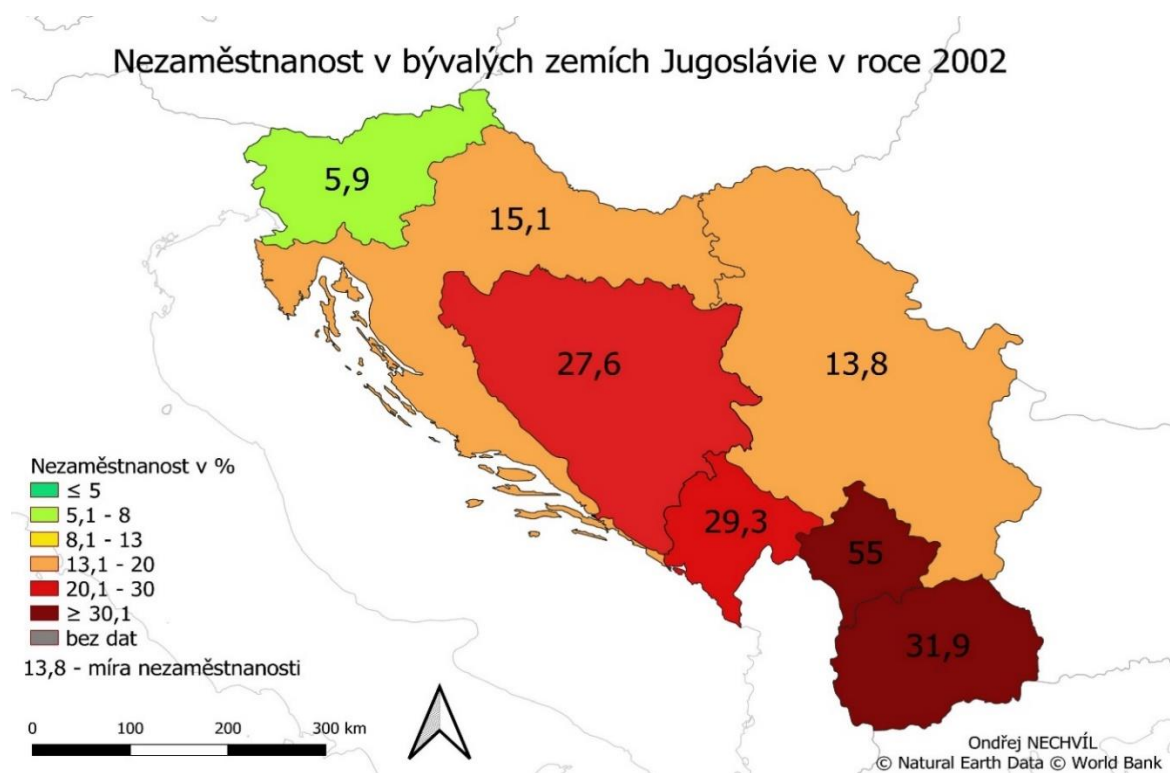 Nezaměstnanost v bývalých zemích Jugoslávie v roce 2002
5,9
15,1
27,6
13,8
29,3
55
31,9
Nezaměstnanost v %
≤ 5
5,1 - 8
8,1 - 13
13,1 - 20
20,1 - 30
≥ 30,1
bez dat
13,8 - míra nezaměstnanosti
0 100 200 300 km
Ondřej NECHVÍL
© Natural Earth Data © World Bank